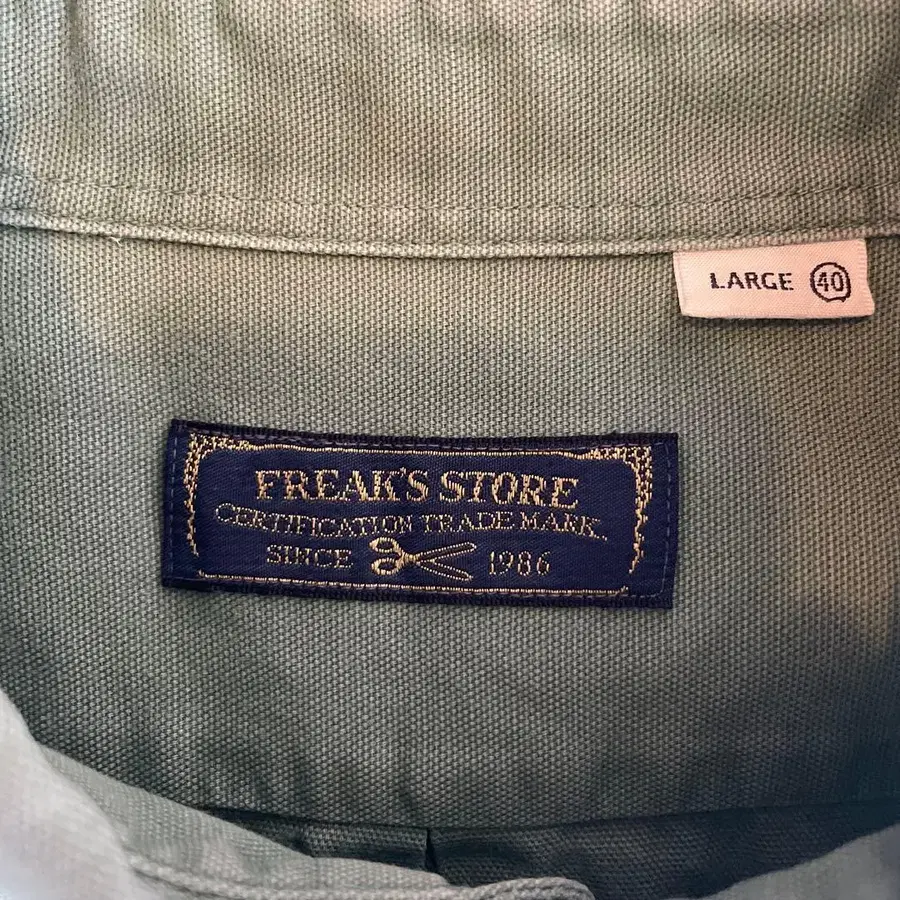 LARGE 40
FREAK'S STORE
CERTIFICATION TRADE MARK.
SINCE 1986